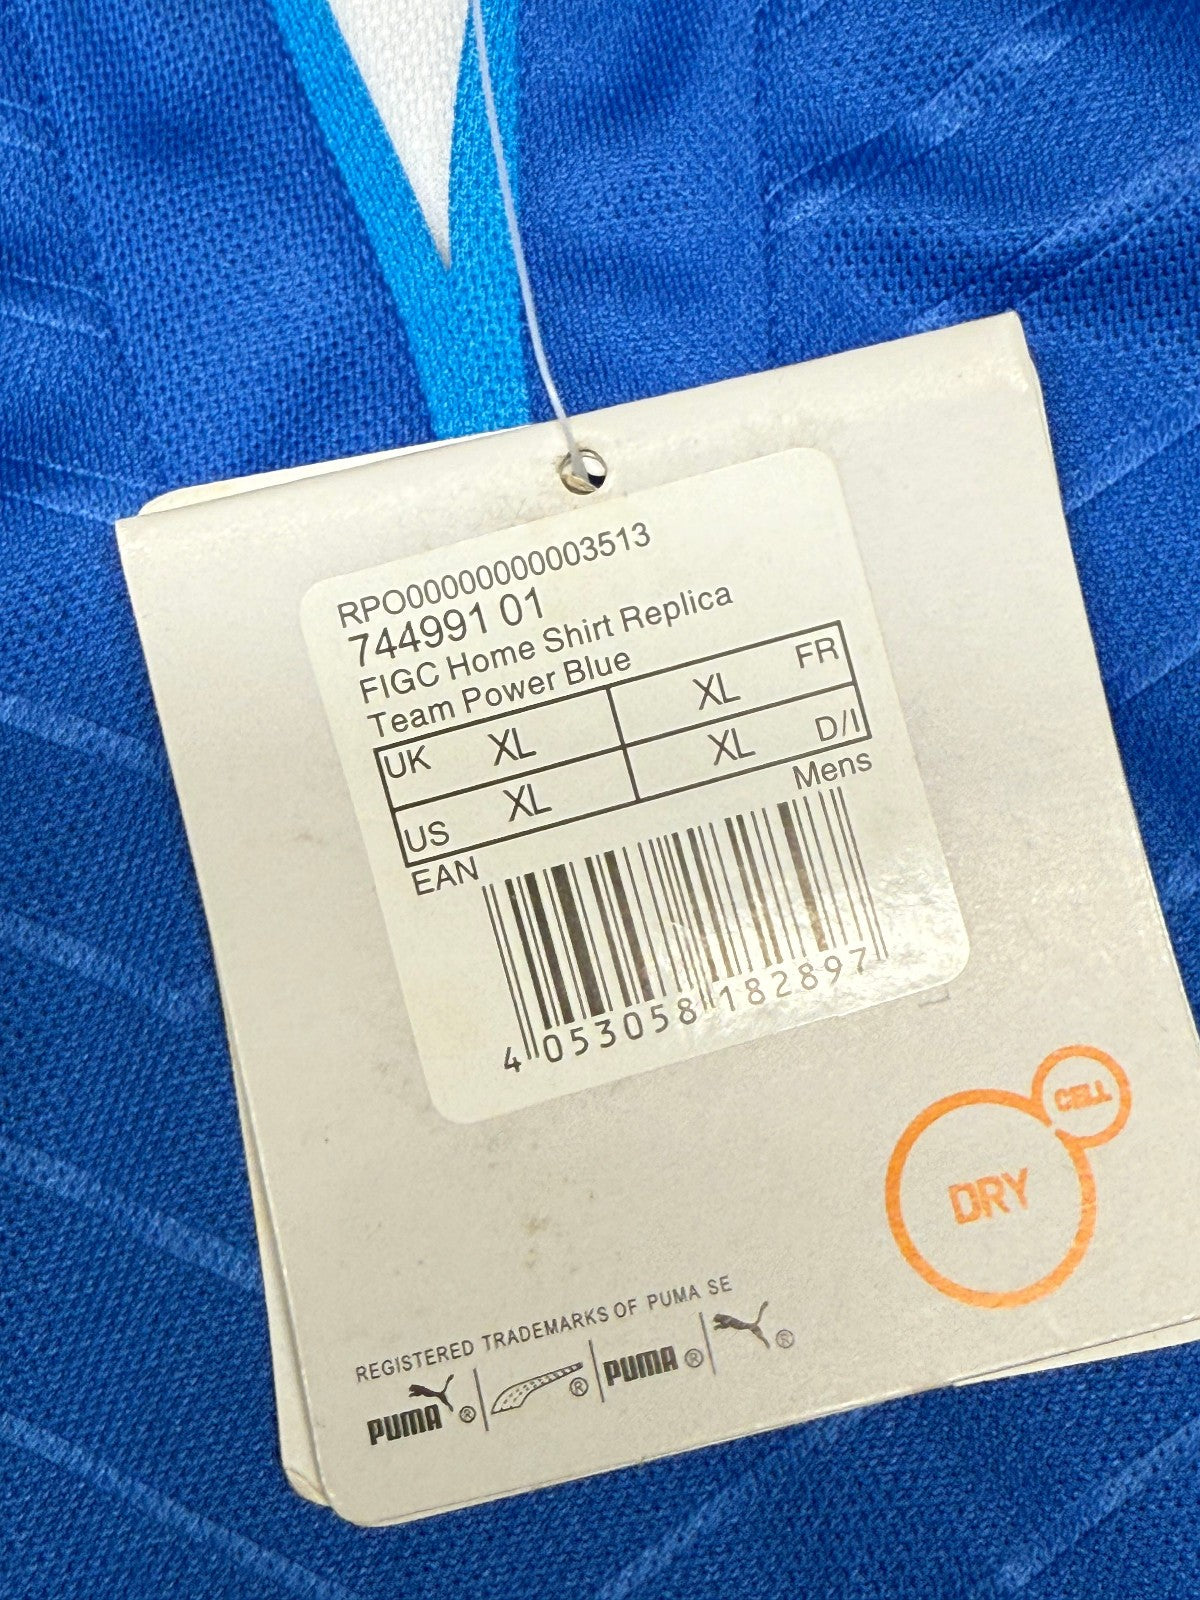 RPO00000000003513
744991 01
FIGC Home Shirt Replica
Team Power Blue
UK XL XL FR
US XL XL D/I
Mens
EAN
4 053058 182897
CELL
DRY
REGISTERED TRADEMARKS OF PUMA SE
PUMA® ® PUMA® ®